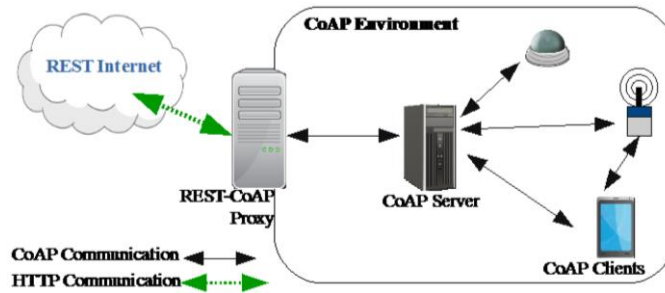 CoAP Environment
REST Internet
REST-CoAP
Proxy
CoAP Server
CoAP Clients
CoAP Communication
HTTP Communication